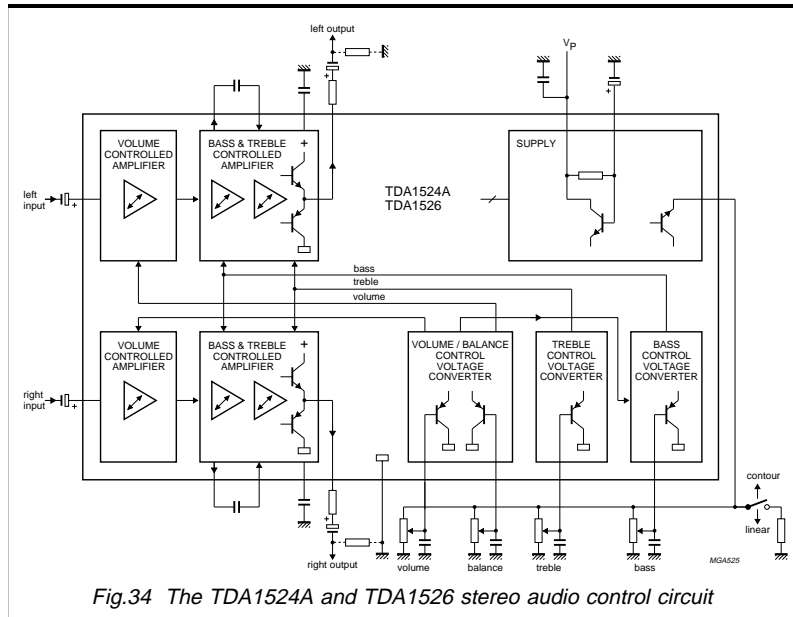 left output
+
V_P
+
VOLUME
CONTROLLED
AMPLIFIER
BASS & TREBLE
CONTROLLED
AMPLIFIER
+
SUPPLY
TDA1524A
TDA1526
left
input
+
bass
treble
volume
VOLUME
CONTROLLED
AMPLIFIER
BASS & TREBLE
CONTROLLED
AMPLIFIER
+
VOLUME / BALANCE
CONTROL
VOLTAGE
CONVERTER
TREBLE
CONTROL
VOLTAGE
CONVERTER
BASS
CONTROL
VOLTAGE
CONVERTER
right
input
+
contour
linear
+
right output
volume
balance
treble
bass
MGA525
Fig.34 The TDA1524A and TDA1526 stereo audio control circuit